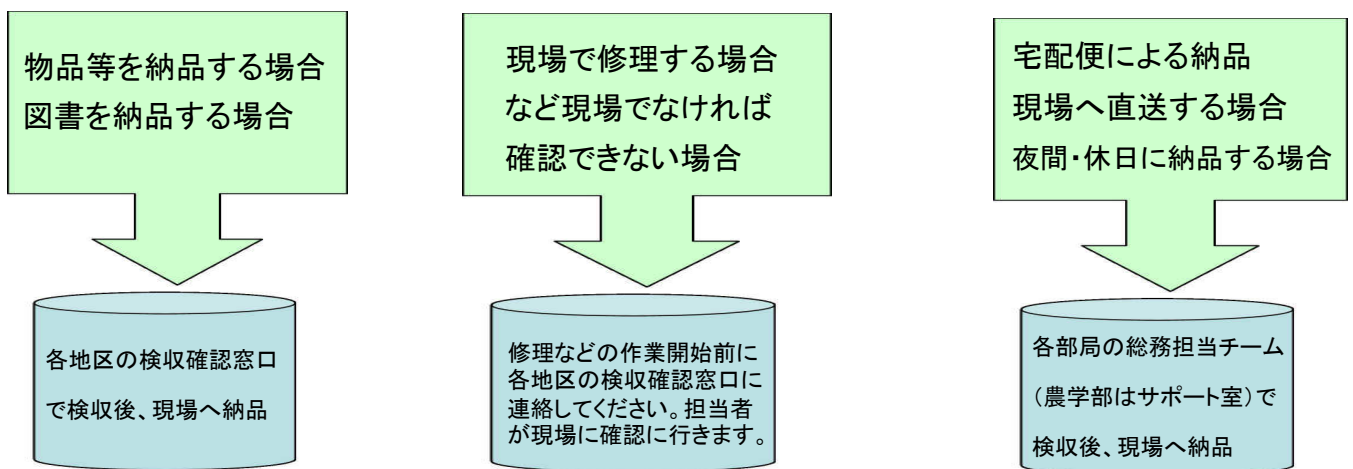 物品等を納品する場合
図書を納品する場合
各地区の検収確認窓口
で検収後、現場へ納品
現場で修理する場合
など現場でなければ
確認できない場合
修理などの作業開始前に
各地区の検収確認窓口に
連絡してください。担当者
が現場に確認に行きます。
宅配便による納品
現場へ直送する場合
夜間・休日に納品する場合
各部局の総務担当チーム
（農学部はサポート室）で
検収後、現場へ納品